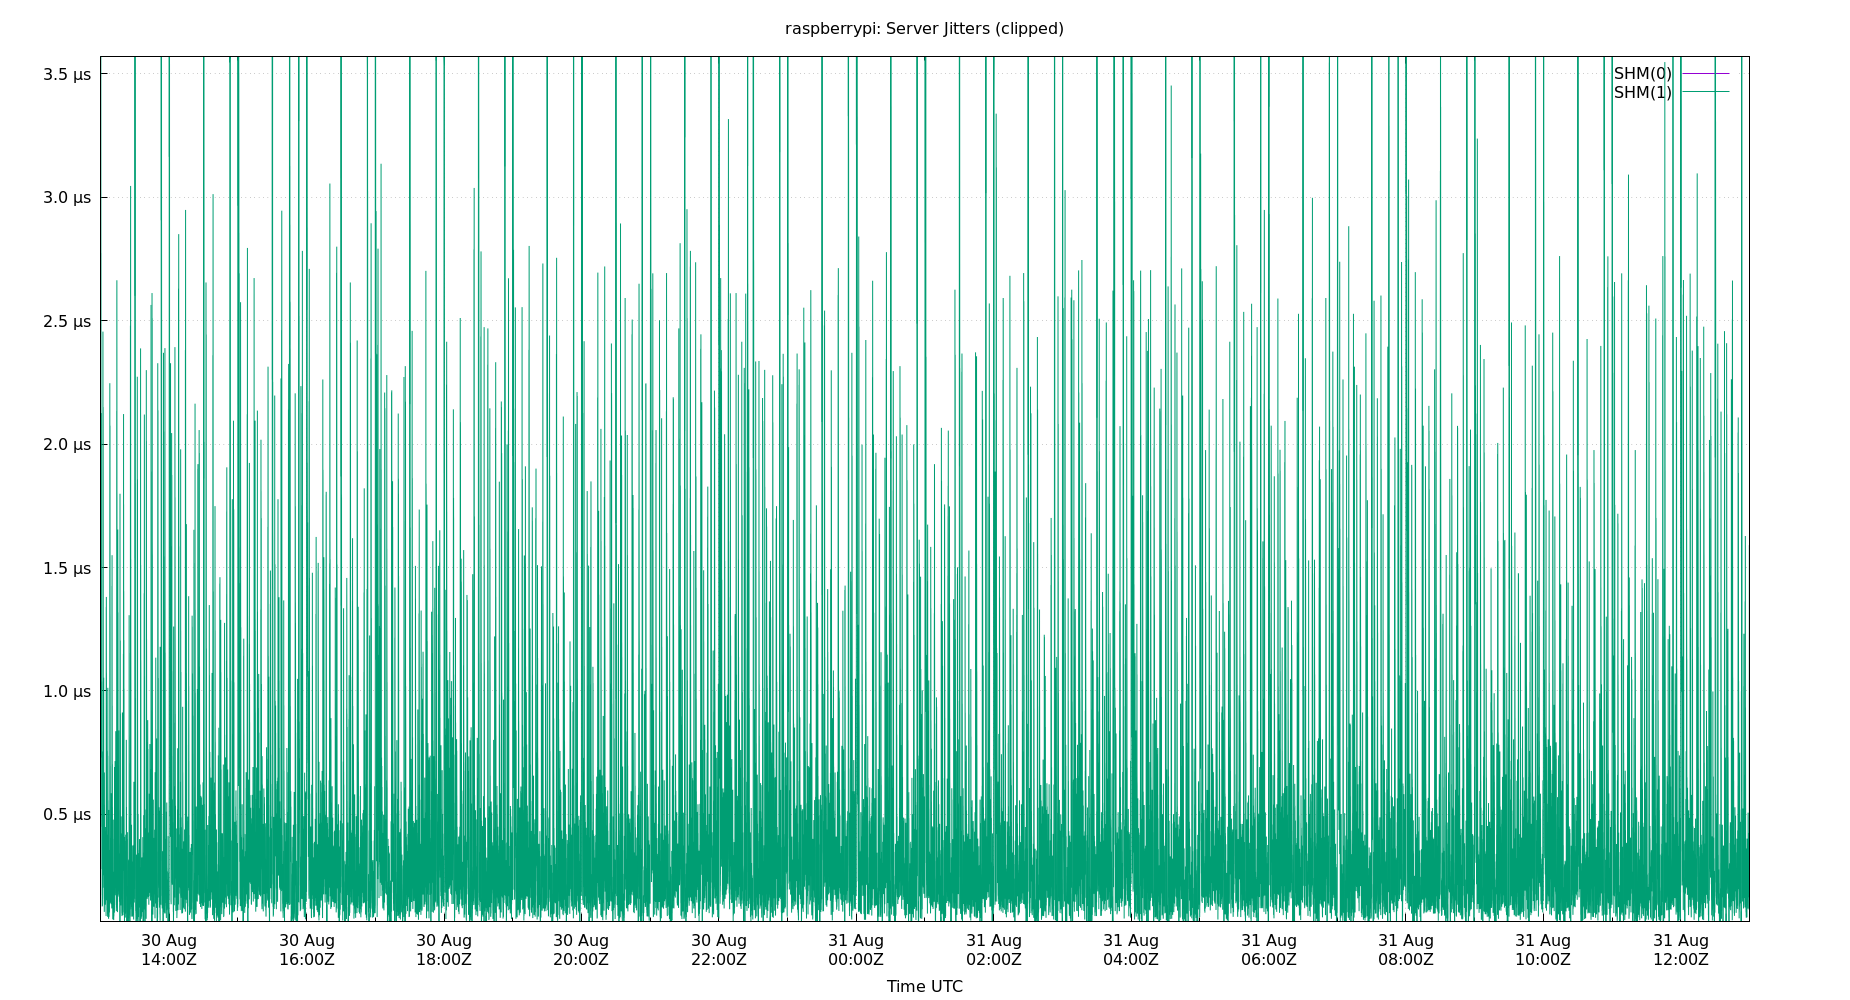 raspberrypi: Server Jitters (clipped)
3.5 µs
SHM(0)
SHM(1)
3.0 µs
2.5 µs
2.0 µs
1.5 µs
1.0 µs
0.5 µs
30 Aug 30 Aug 30 Aug 30 Aug 30 Aug 31 Aug 31 Aug 31 Aug 31 Aug 31 Aug 31 Aug 31 Aug
14:00Z 16:00Z 18:00Z 20:00Z 22:00Z 00:00Z 02:00Z 04:00Z 06:00Z 08:00Z 10:00Z 12:00Z
Time UTC